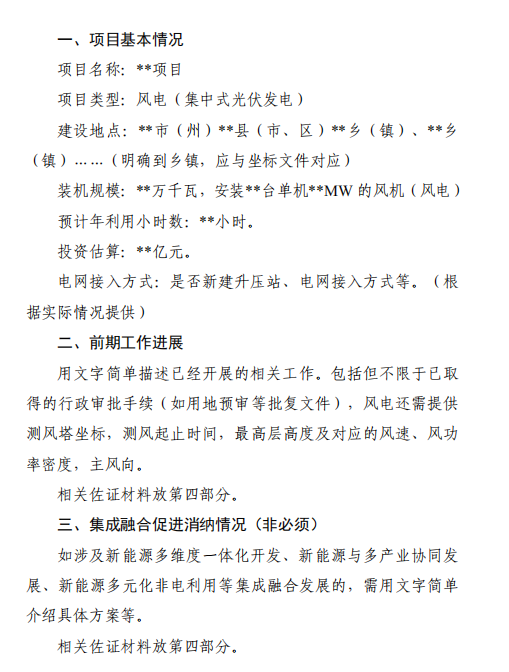 一、项目基本情况
项目名称：**项目
项目类型：风电（集中式光伏发电）
建设地点：**市（州）**县（市、区）**乡（镇）、**乡
（镇）……（明确到乡镇，应与坐标文件对应）
装机规模：**万千瓦，安装**台单机**MW 的风机（风电）
预计年利用小时数：**小时。
投资估算：**亿元。
电网接入方式：是否新建升压站、电网接入方式等。（根
据实际情况提供）
二、前期工作进展
用文字简单描述已经开展的相关工作。包括但不限于已取
得的行政审批手续（如用地预审等批复文件），风电还需提供
测风塔坐标，测风起止时间，最高层高度及对应的风速、风功
率密度，主风向。
相关佐证材料放第四部分。
三、集成融合促进消纳情况（非必须）
如涉及新能源多维度一体化开发、新能源与多产业协同发
展、新能源多元化非电利用等集成融合发展的，需用文字简单
介绍具体方案等。
相关佐证材料放第四部分。